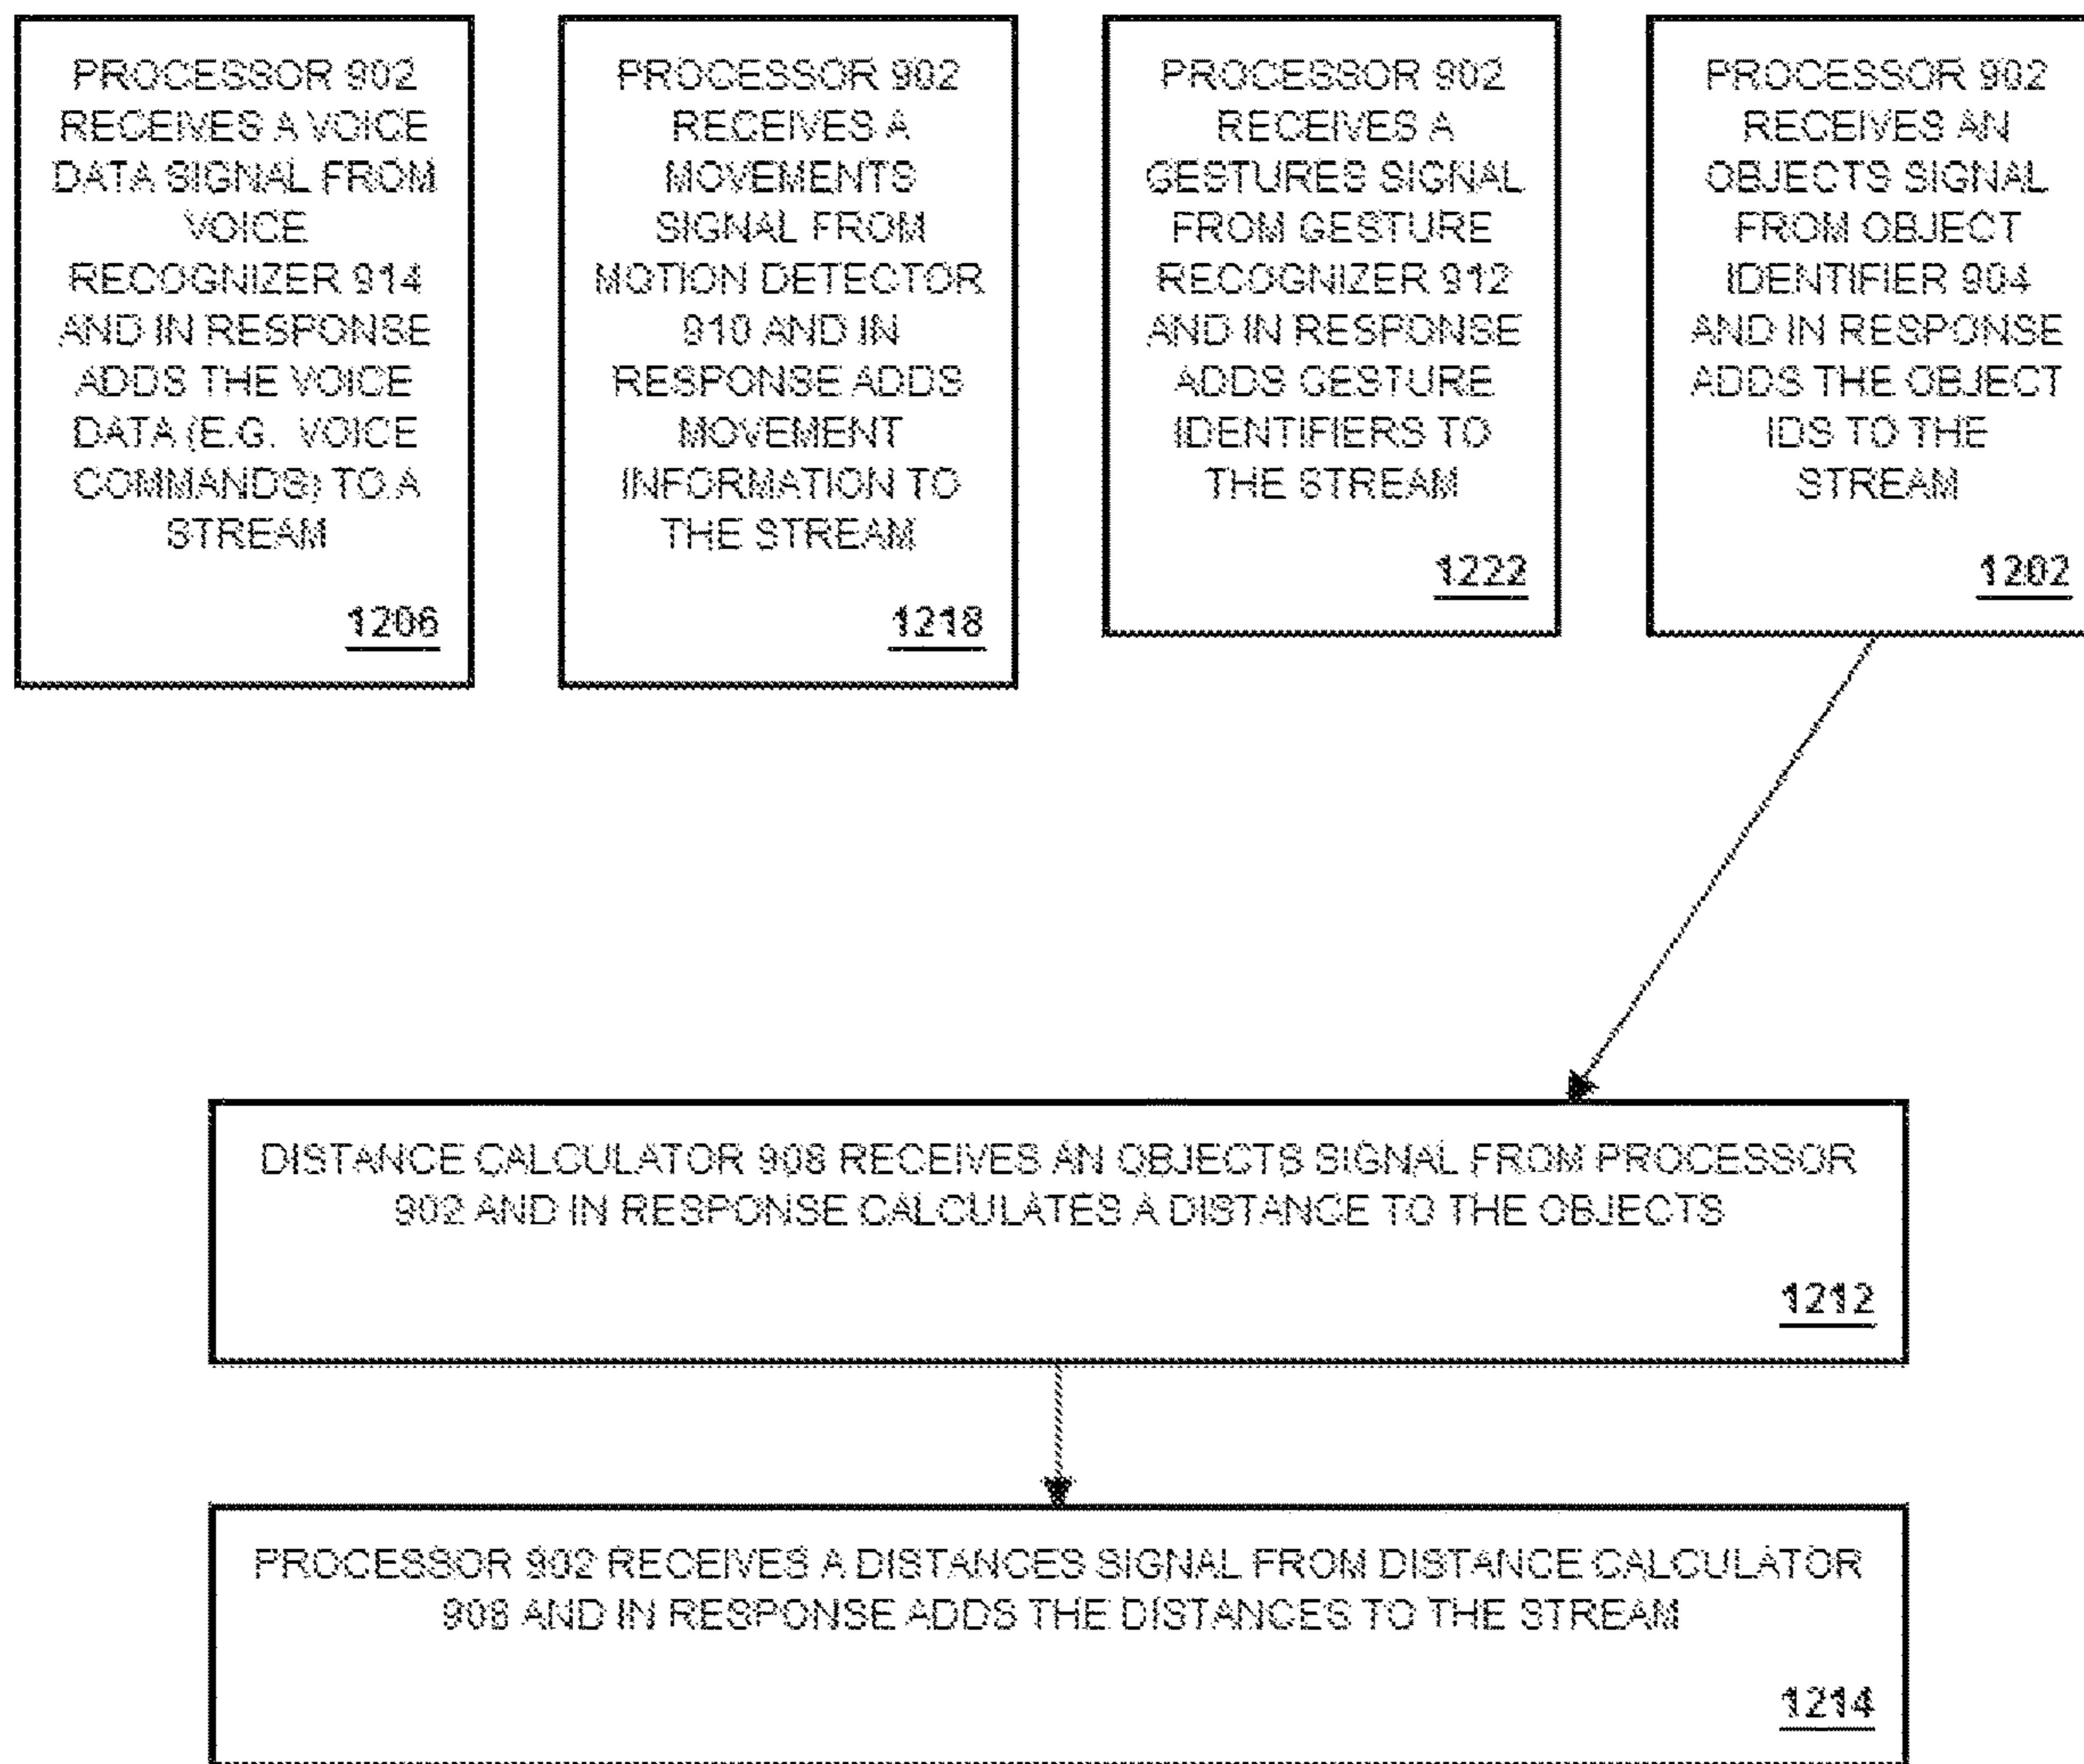 PROCESSOR 902
RECEIVES A VOICE
DATA SIGNAL FROM
VOICE
RECOGNIZER 914
AND IN RESPONSE
ADDS THE VOICE
DATA (E.G. VOICE
COMMANDS) TO A
STREAM
1206
PROCESSOR 902
RECEIVES A
MOVEMENTS
SIGNAL FROM
MOTION DETECTOR
910 AND IN
RESPONSE ADDS
MOVEMENT
INFORMATION TO
THE STREAM
1218
PROCESSOR 902
RECEIVES A
GESTURES SIGNAL
FROM GESTURE
RECOGNIZER 912
AND IN RESPONSE
ADDS GESTURE
IDENTIFIERS TO
THE STREAM
1222
PROCESSOR 902
RECEIVES AN
OBJECTS SIGNAL
FROM OBJECT
IDENTIFIER 904
AND IN RESPONSE
ADDS THE OBJECT
IDS TO THE
STREAM
1202
DISTANCE CALCULATOR 908 RECEIVES AN OBJECTS SIGNAL FROM PROCESSOR
902 AND IN RESPONSE CALCULATES A DISTANCE TO THE OBJECTS
1212
PROCESSOR 902 RECEIVES A DISTANCES SIGNAL FROM DISTANCE CALCULATOR
908 AND IN RESPONSE ADDS THE DISTANCES TO THE STREAM
1214